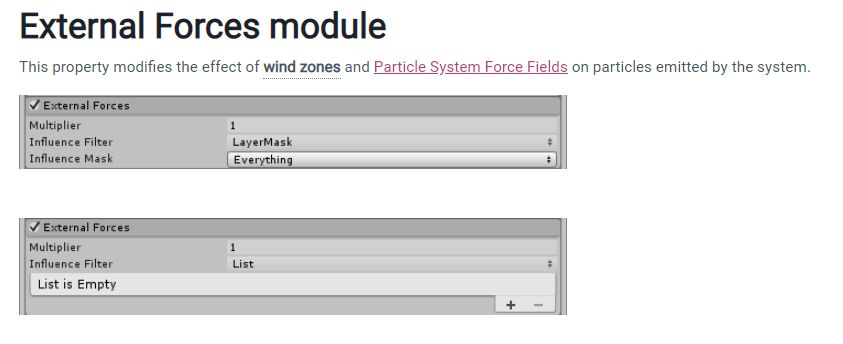 External Forces module
This property modifies the effect of wind zones and Particle System Force Fields on particles emitted by the system.
External Forces
Multiplier 1
Influence Filter LayerMask
Influence Mask Everything
External Forces
Multiplier 1
Influence Filter List
List is Empty
+ −